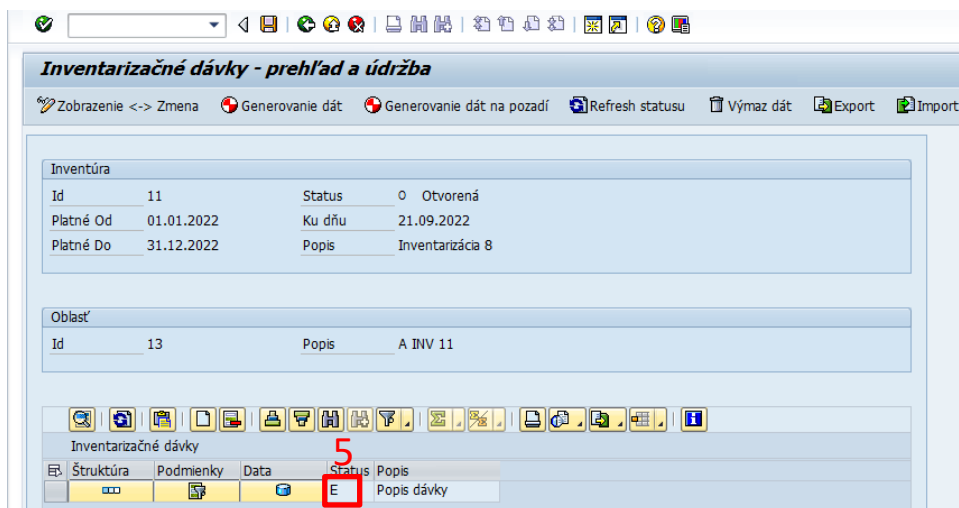 Inventarizačné dávky - prehľad a údržba
Zobrazenie <-> Zmena Generovanie dát Generovanie dát na pozadí Refresh statusu Výmaz dát Export Import
Inventúra
Id 11 Status O Otvorená
Platné Od 01.01.2022 Ku dňu 21.09.2022
Platné Do 31.12.2022 Popis Inventarizácia 8
Oblasť
Id 13 Popis A INV 11
Inventarizačné dávky
5
Štruktúra Podmienky Data Status Popis
E Popis dávky